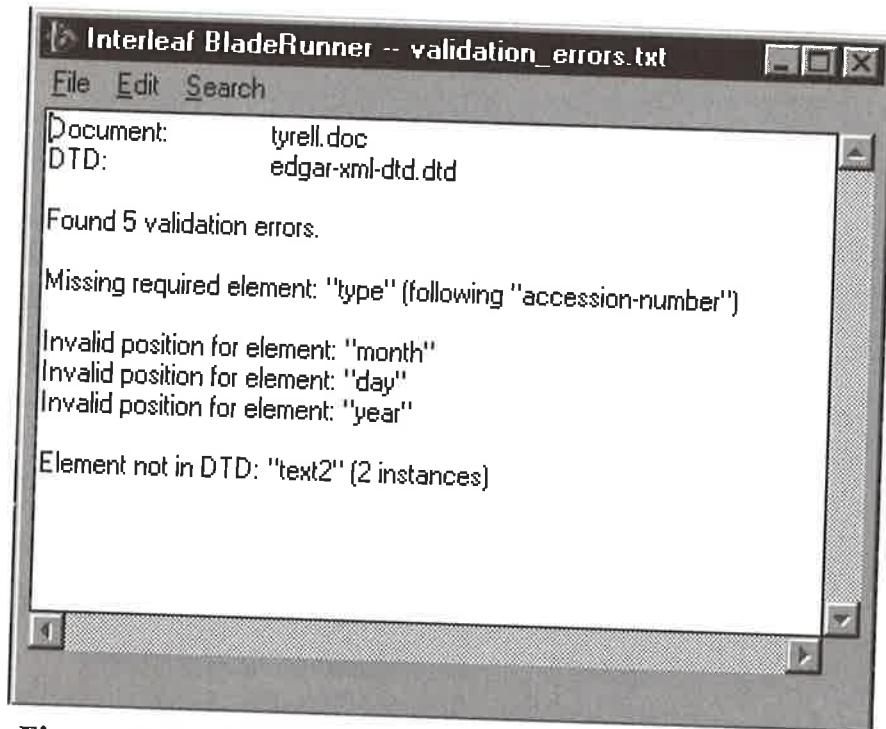 Interleaf BladeRunner -- validation_errors.txt
File Edit Search
Document: tyrell.doc
DTD: edgar-xml-dtd.dtd
Found 5 validation errors.
Missing required element: "type" (following "accession-number")
Invalid position for element: "month"
Invalid position for element: "day"
Invalid position for element: "year"
Element not in DTD: "text2" (2 instances)